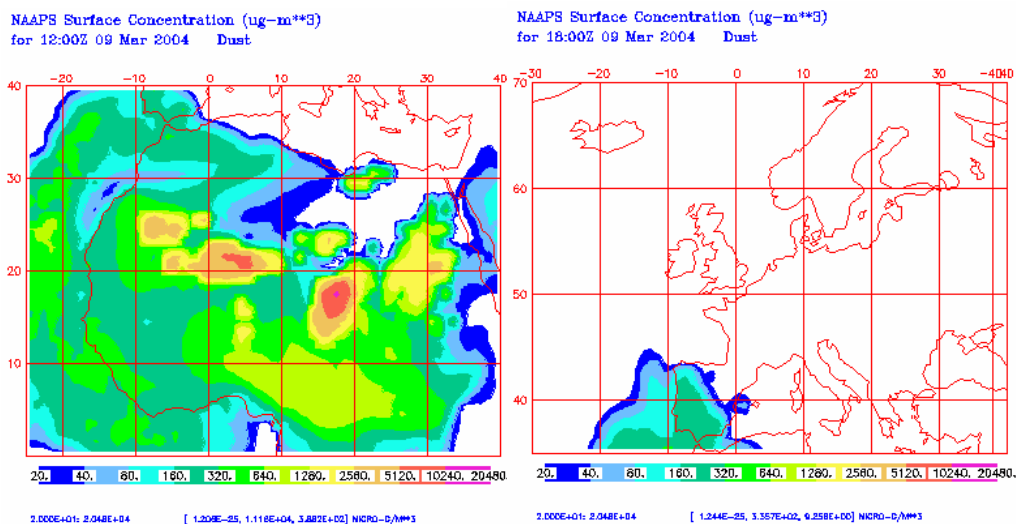 NAAPS Surface Concentration (ug-m**3)
for 12:00Z 09 Mar 2004 Dust
-20 -10 0 10 20 30 40
40
30
20
10
20. 40. 80. 160. 320. 640. 1280. 2560. 5120. 10240. 20480.
2.000E+01: 2.048E+04 [ 1.206E-25, 1.116E+04, 3.882E+02] MICRO-G/M**3
NAAPS Surface Concentration (ug-m**3)
for 18:00Z 09 Mar 2004 Dust
-30 -20 -10 0 10 20 30 -4040
70
60
50
40
20. 40. 80. 160. 320. 640. 1280. 2560. 5120. 10240. 20480.
2.000E+01: 2.048E+04 [ 1.244E-25, 3.357E+02, 9.258E+00] MICRO-G/M**3